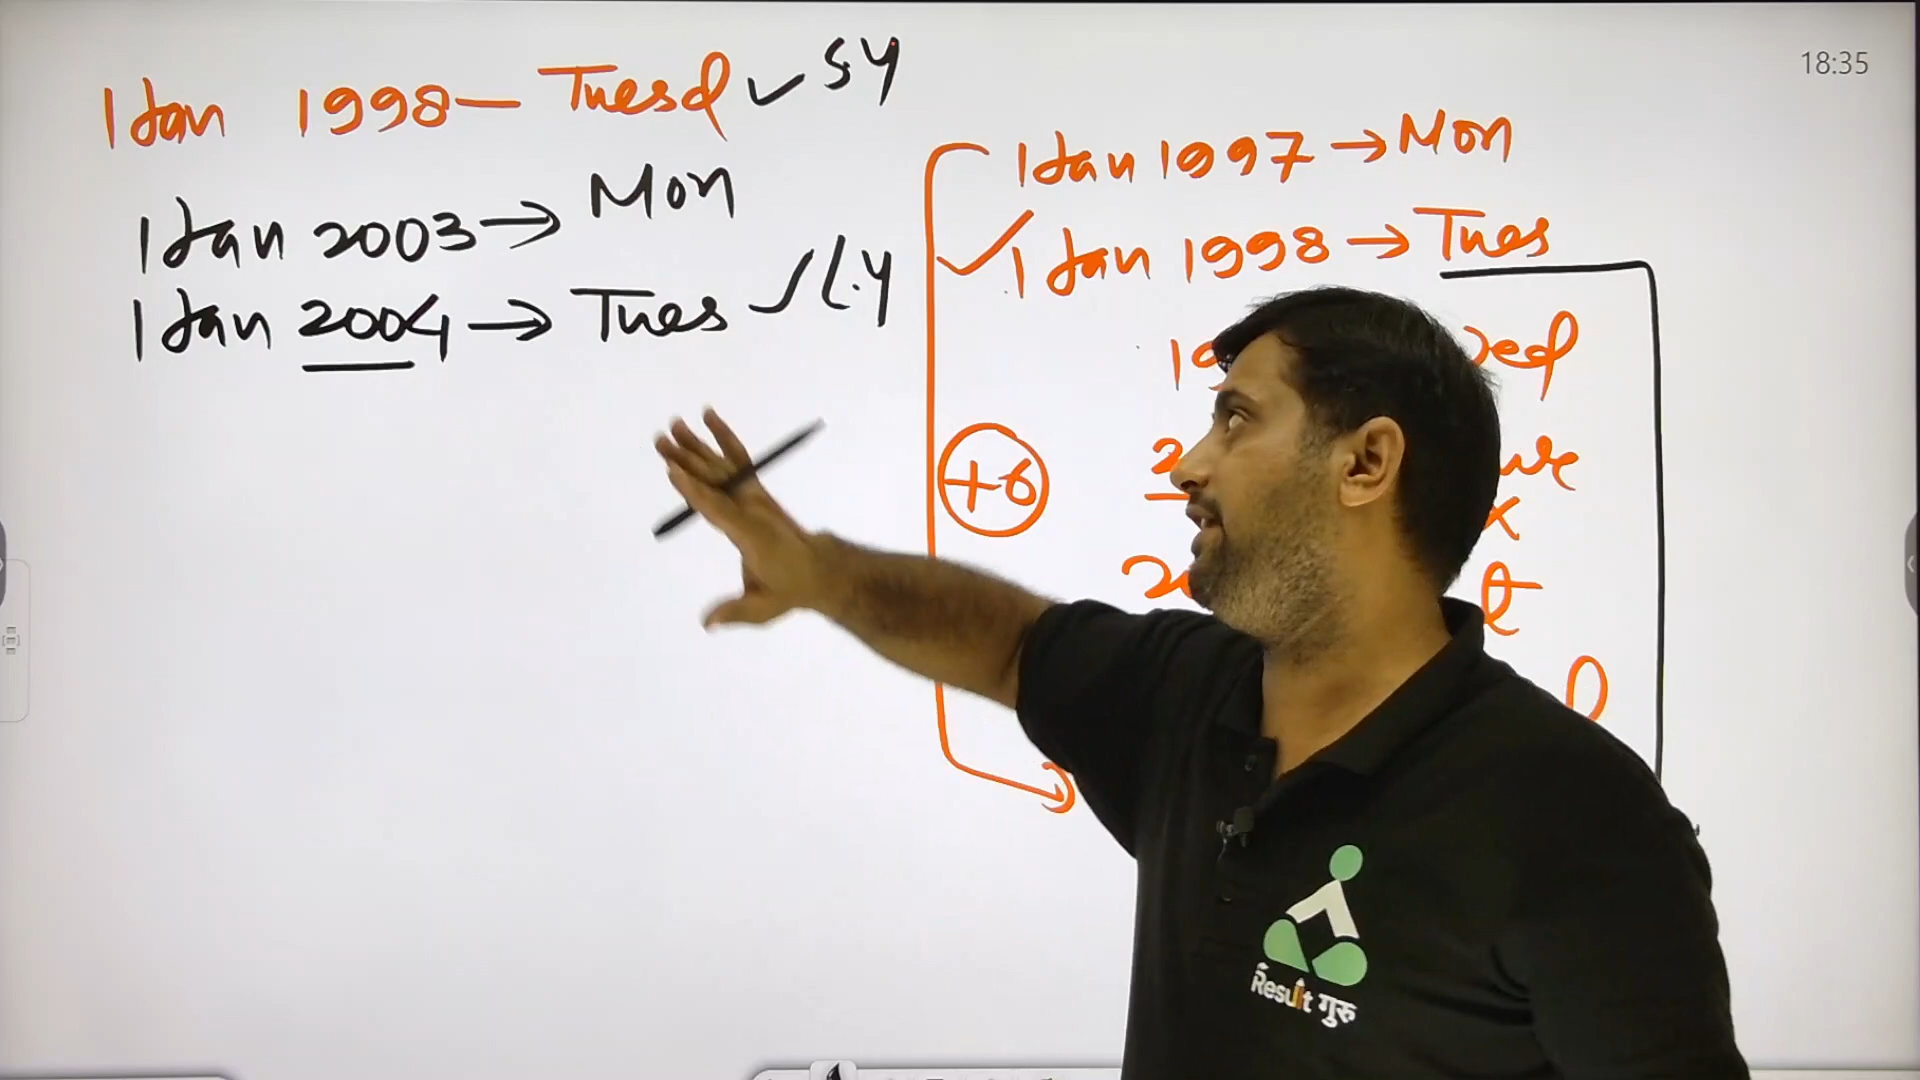 1 Jan 1998 — Tuesd ✓ S.Y
1 Jan 2003 → Mon
1 Jan 2004 → Tues ✓ L.Y
18:35
1 Jan 1997 → Mon
✓ 1 Jan 1998 → Tues
+6
Result गुरु